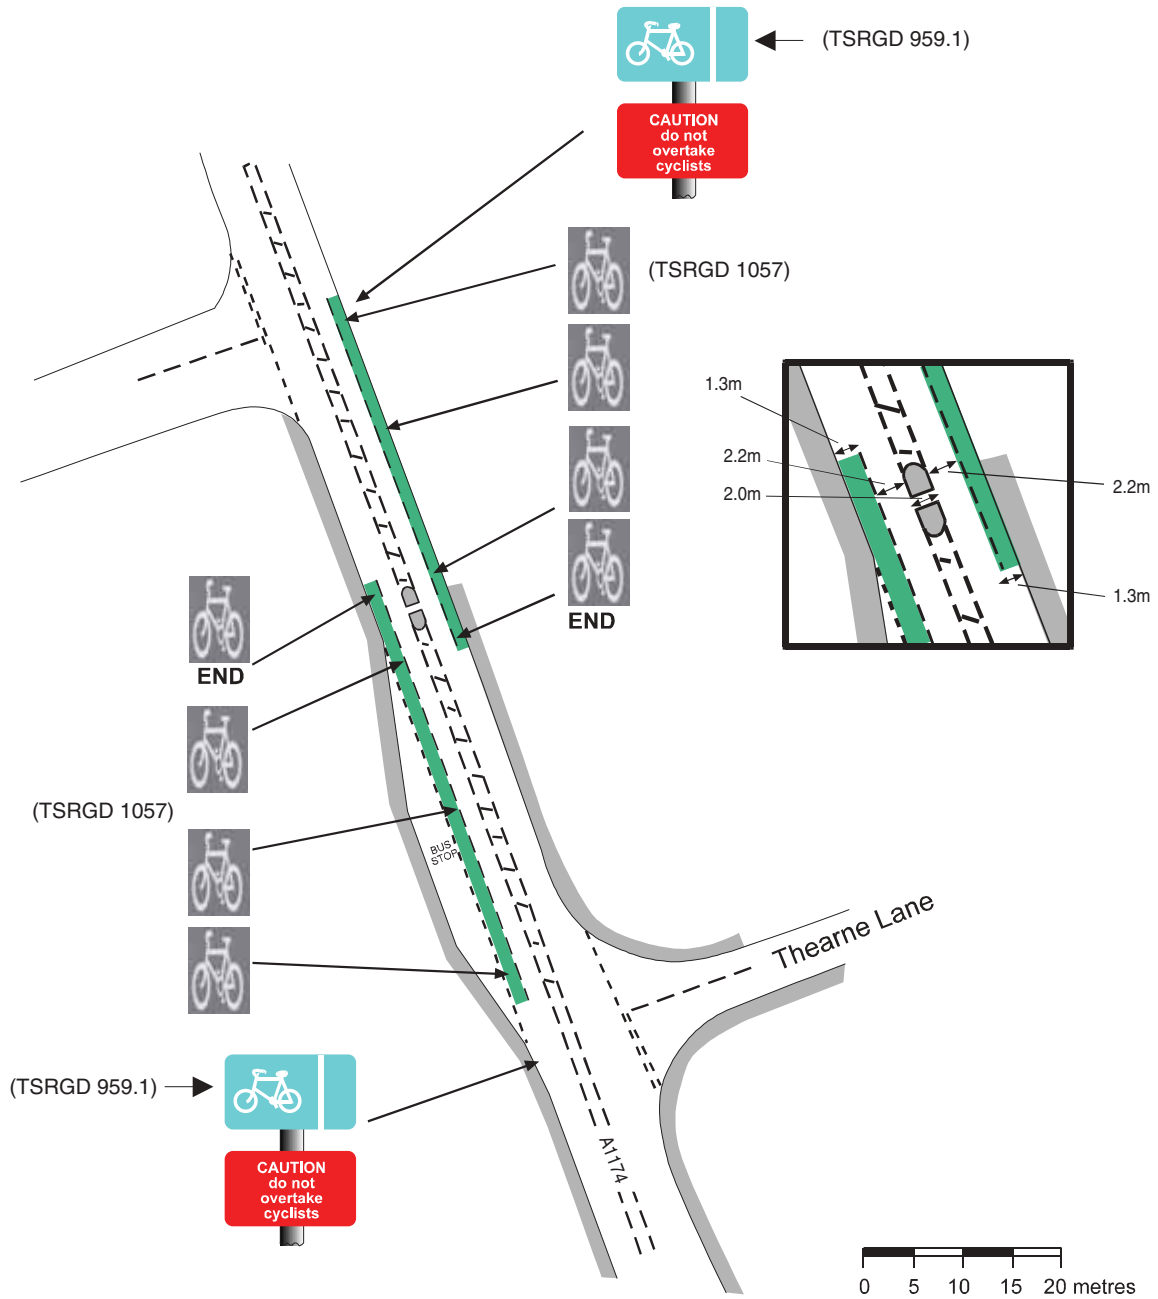 (TSRGD 959.1)
CAUTION
do not
overtake
cyclists
(TSRGD 1057)
END
1.3m
2.2m
2.0m
2.2m
1.3m
END
(TSRGD 1057)
BUS
STOP
Thearne Lane
(TSRGD 959.1)
CAUTION
do not
overtake
cyclists
A1174
0 5 10 15 20 metres